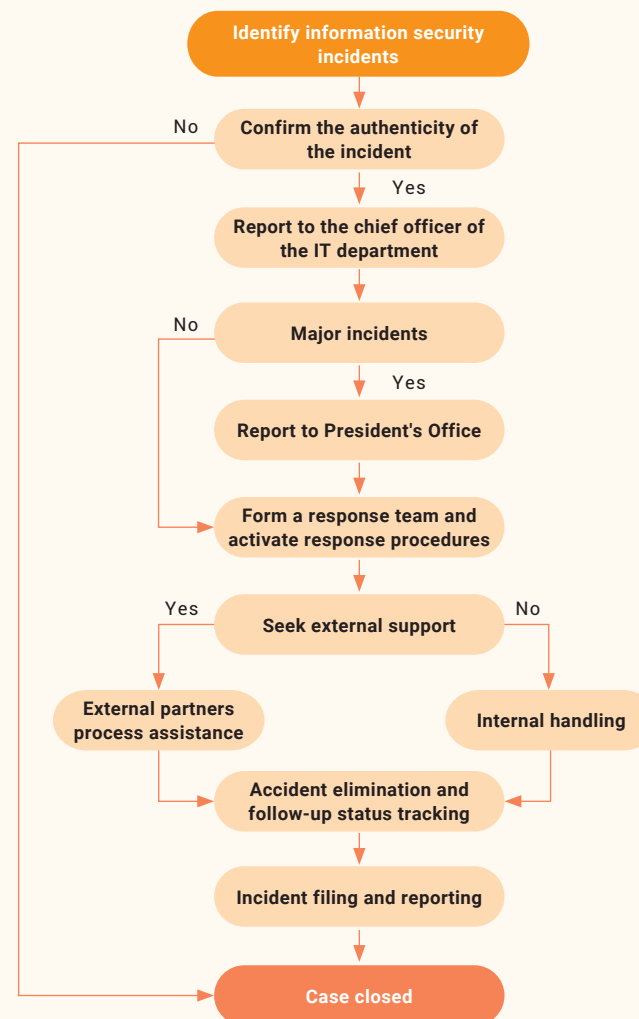 Identify information security
incidents
No
Confirm the authenticity of
the incident
Yes
Report to the chief officer of
the IT department
No
Major incidents
Yes
Report to President's Office
Form a response team and
activate response procedures
Yes
Seek external support
No
External partners
process assistance
Internal handling
Accident elimination and
follow-up status tracking
Incident filing and reporting
Case closed